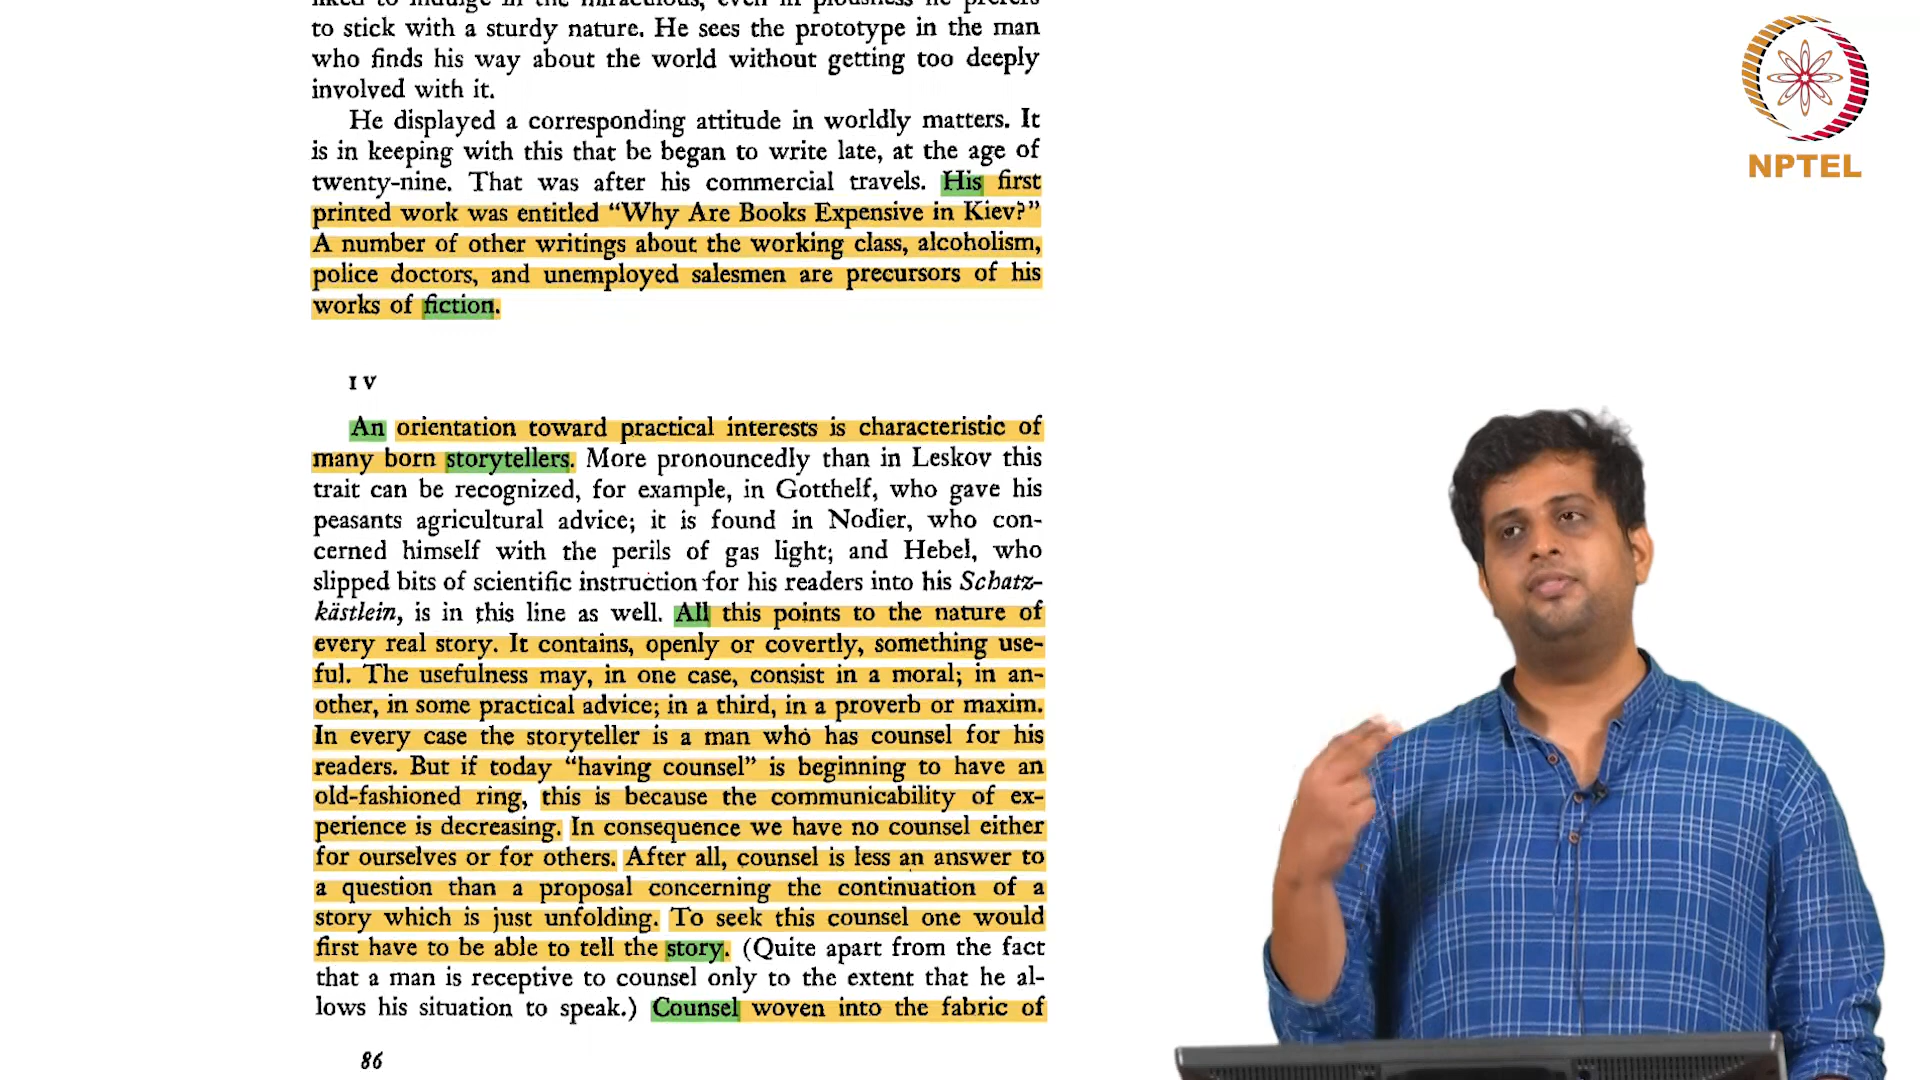 liked to indulge in the miraculous, even in piousness he prefers
to stick with a sturdy nature. He sees the prototype in the man
who finds his way about the world without getting too deeply
involved with it.
He displayed a corresponding attitude in worldly matters. It
is in keeping with this that be began to write late, at the age of
twenty-nine. That was after his commercial travels. His first
printed work was entitled “Why Are Books Expensive in Kiev?”
A number of other writings about the working class, alcoholism,
police doctors, and unemployed salesmen are precursors of his
works of fiction.
IV
An orientation toward practical interests is characteristic of
many born storytellers. More pronouncedly than in Leskov this
trait can be recognized, for example, in Gotthelf, who gave his
peasants agricultural advice; it is found in Nodier, who con-
cerned himself with the perils of gas light; and Hebel, who
slipped bits of scientific instruction for his readers into his Schatz-
kästlein, is in this line as well. All this points to the nature of
every real story. It contains, openly or covertly, something use-
ful. The usefulness may, in one case, consist in a moral; in an-
other, in some practical advice; in a third, in a proverb or maxim.
In every case the storyteller is a man who has counsel for his
readers. But if today “having counsel” is beginning to have an
old-fashioned ring, this is because the communicability of ex-
perience is decreasing. In consequence we have no counsel either
for ourselves or for others. After all, counsel is less an answer to
a question than a proposal concerning the continuation of a
story which is just unfolding. To seek this counsel one would
first have to be able to tell the story. (Quite apart from the fact
that a man is receptive to counsel only to the extent that he al-
lows his situation to speak.) Counsel woven into the fabric of
86
NPTEL